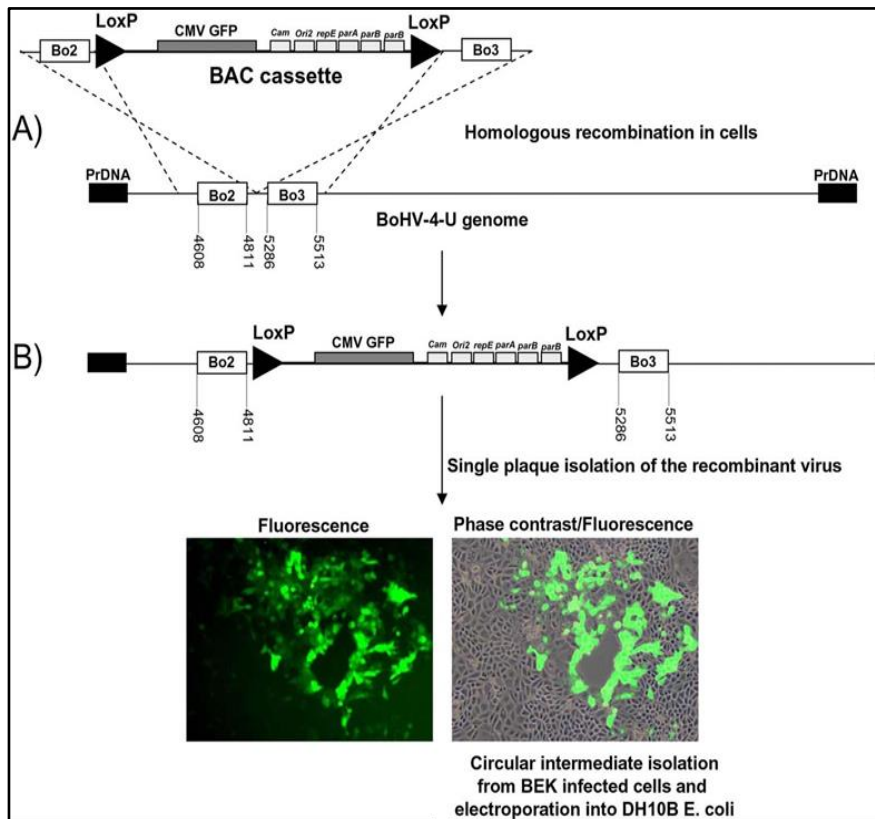 LoxP LoxP
CMV GFP Cam Ori2 repE parA parB parB
Bo2 Bo3
BAC cassette
A)
Homologous recombination in cells
PrDNA PrDNA
Bo2 Bo3
BoHV-4-U genome
4608 4811 5286 5513
B)
LoxP LoxP
CMV GFP Cam Ori2 repE parA parB parB
Bo2 Bo3
4608 4811 5286 5513
Single plaque isolation of the recombinant virus
Fluorescence Phase contrast/Fluorescence
Circular intermediate isolation
from BEK infected cells and
electroporation into DH10B E. coli